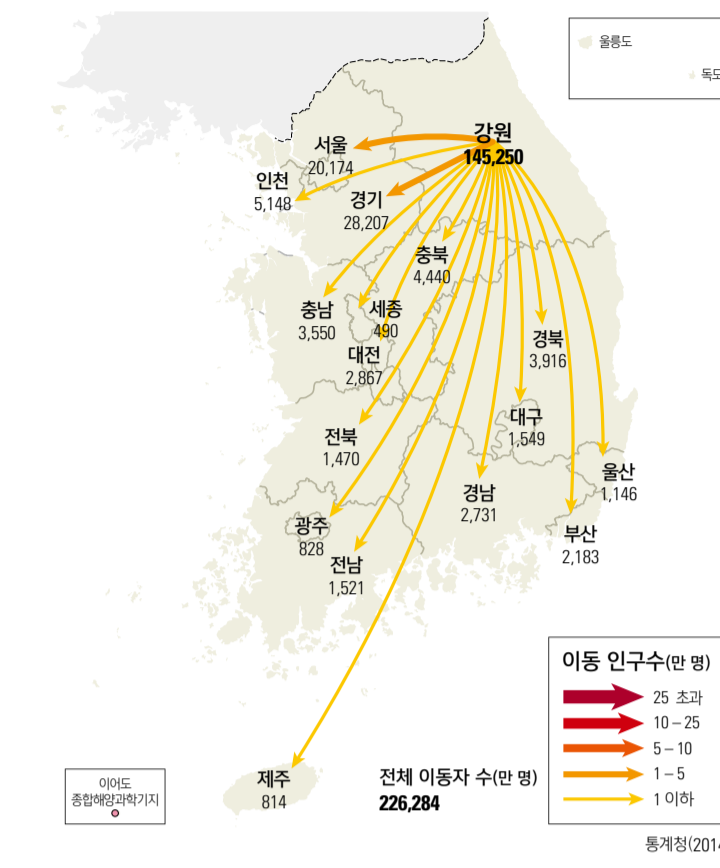 울릉도
독도
강원
145,250
서울
20,174
인천
5,148
경기
28,207
충북
4,440
충남
3,550
세종
490
대전
2,867
경북
3,916
대구
1,549
전북
1,470
울산
1,146
경남
2,731
부산
2,183
광주
828
전남
1,521
제주
814
전체 이동자 수(만 명)
226,284
이동 인구수(만 명)
25 초과
10 – 25
5 – 10
1 – 5
1 이하
이어도
종합해양과학기지
통계청(2014